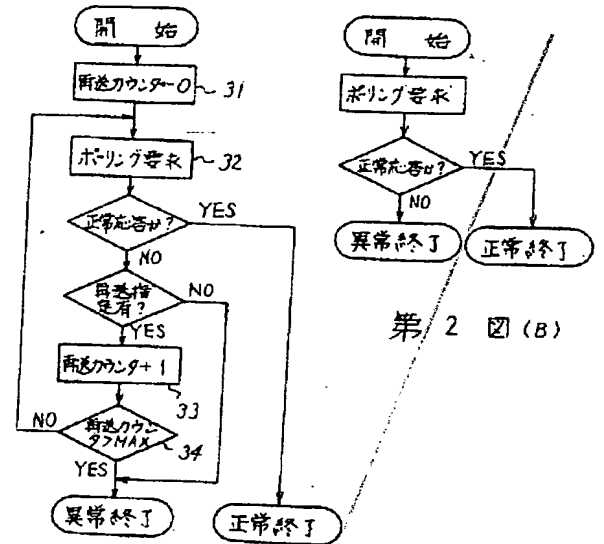 開 始
再送カウンター0
31
ポーリング要求
32
正常応答か?
YES
NO
再送指
定有?
NO
YES
再送カウンタ+1
33
再送カウン
タ>MAX
34
NO
YES
異常終了
正常終了
開 始
ポーリング要求
正常応答か?
YES
NO
異常終了
正常終了
第 2 図 (B)